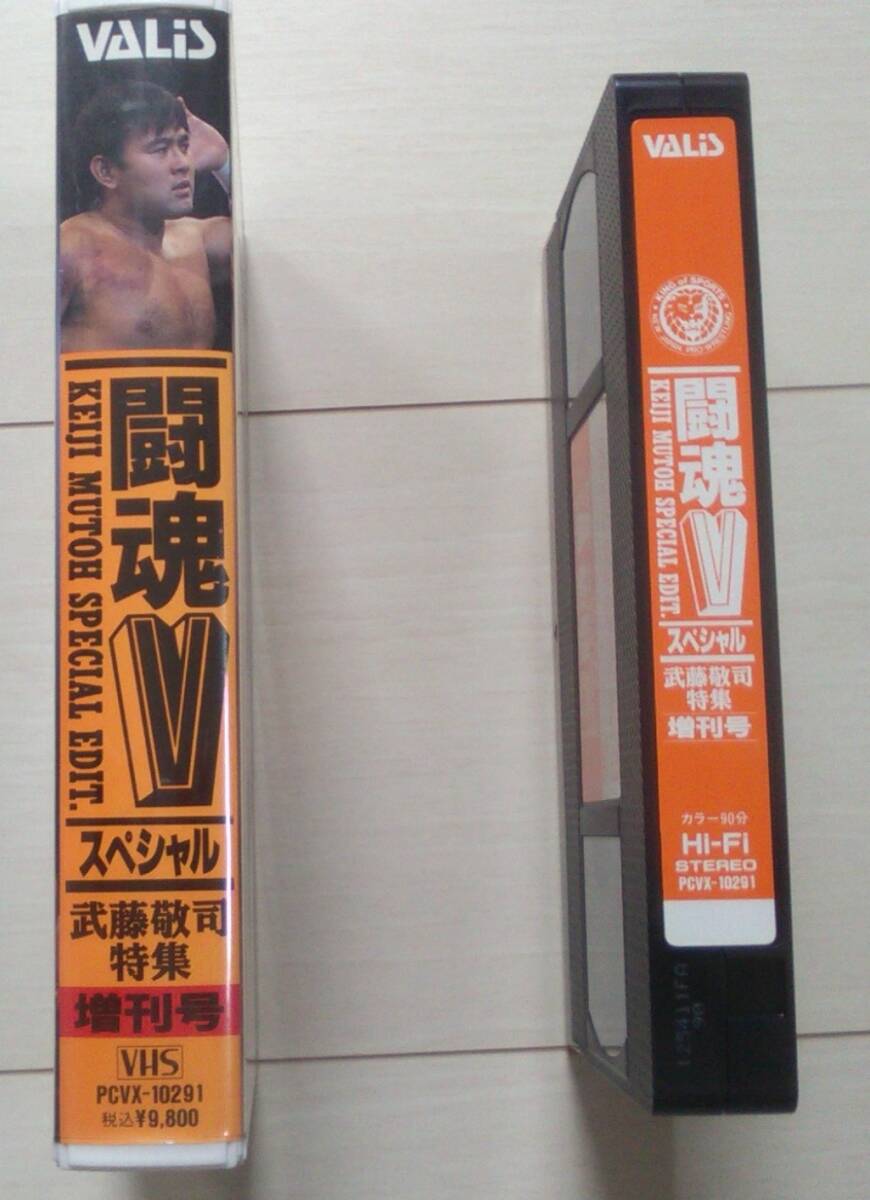 VALIS
闘魂V
KEIJI MUTOH SPECIAL EDIT.
スペシャル
武藤敬司
特集
増刊号
VHS
PCVX-10291
税込¥9,800
VALIS
KING of SPORTS
闘魂V
KEIJI MUTOH SPECIAL EDIT.
スペシャル
武藤敬司
特集
増刊号
カラー90分
Hi-Fi
STEREO
PCVX-10291